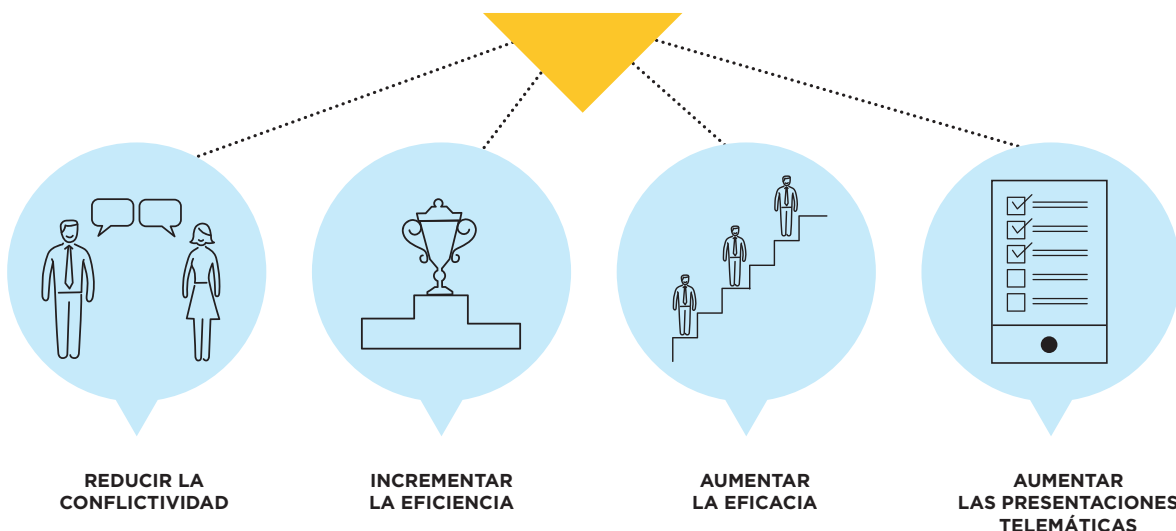 REDUCIR LA
CONFLICTIVIDAD
INCREMENTAR
LA EFICIENCIA
AUMENTAR
LA EFICACIA
AUMENTAR
LAS PRESENTACIONES
TELEMÁTICAS